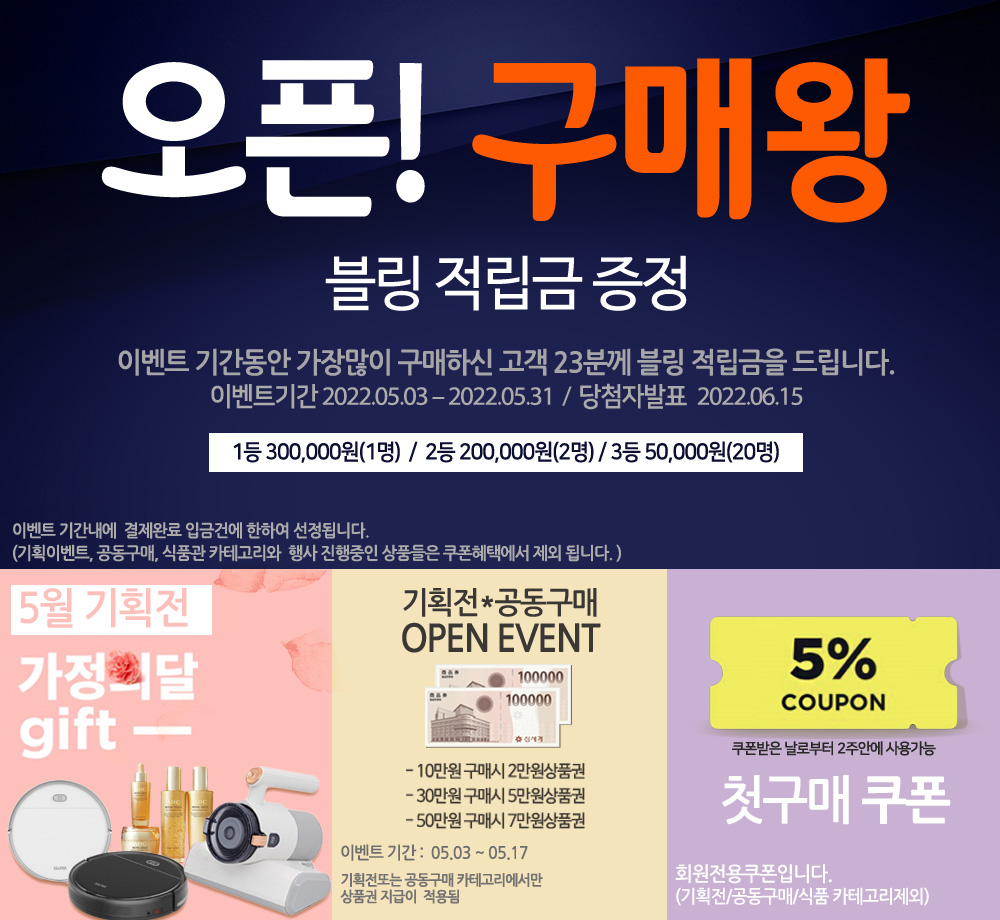 오픈! 구매왕
블링 적립금 증정
이벤트 기간동안 가장많이 구매하신 고객 23분께 블링 적립금을 드립니다.
이벤트기간 2022.05.03 – 2022.05.31 / 당첨자발표 2022.06.15
1등 300,000원(1명) / 2등 200,000원(2명) / 3등 50,000원(20명)
이벤트 기간내에 결제완료 입금건에 한하여 선정됩니다.
(기획이벤트, 공동구매, 식품관 카테고리와 행사 진행중인 상품들은 쿠폰혜택에서 제외 됩니다. )
5월 기획전
가정의달
gift —
기획전*공동구매
OPEN EVENT
商品券
100000
商品券
100000
신세계
- 10만원 구매시 2만원상품권
- 30만원 구매시 5만원상품권
- 50만원 구매시 7만원상품권
이벤트 기간 : 05.03 ~ 05.17
기획전또는 공동구매 카테고리에서만
상품권 지급이 적용됨
5%
COUPON
쿠폰받은 날로부터 2주안에 사용가능
첫구매 쿠폰
회원전용쿠폰입니다.
(기획전/공동구매/식품 카테고리제외)